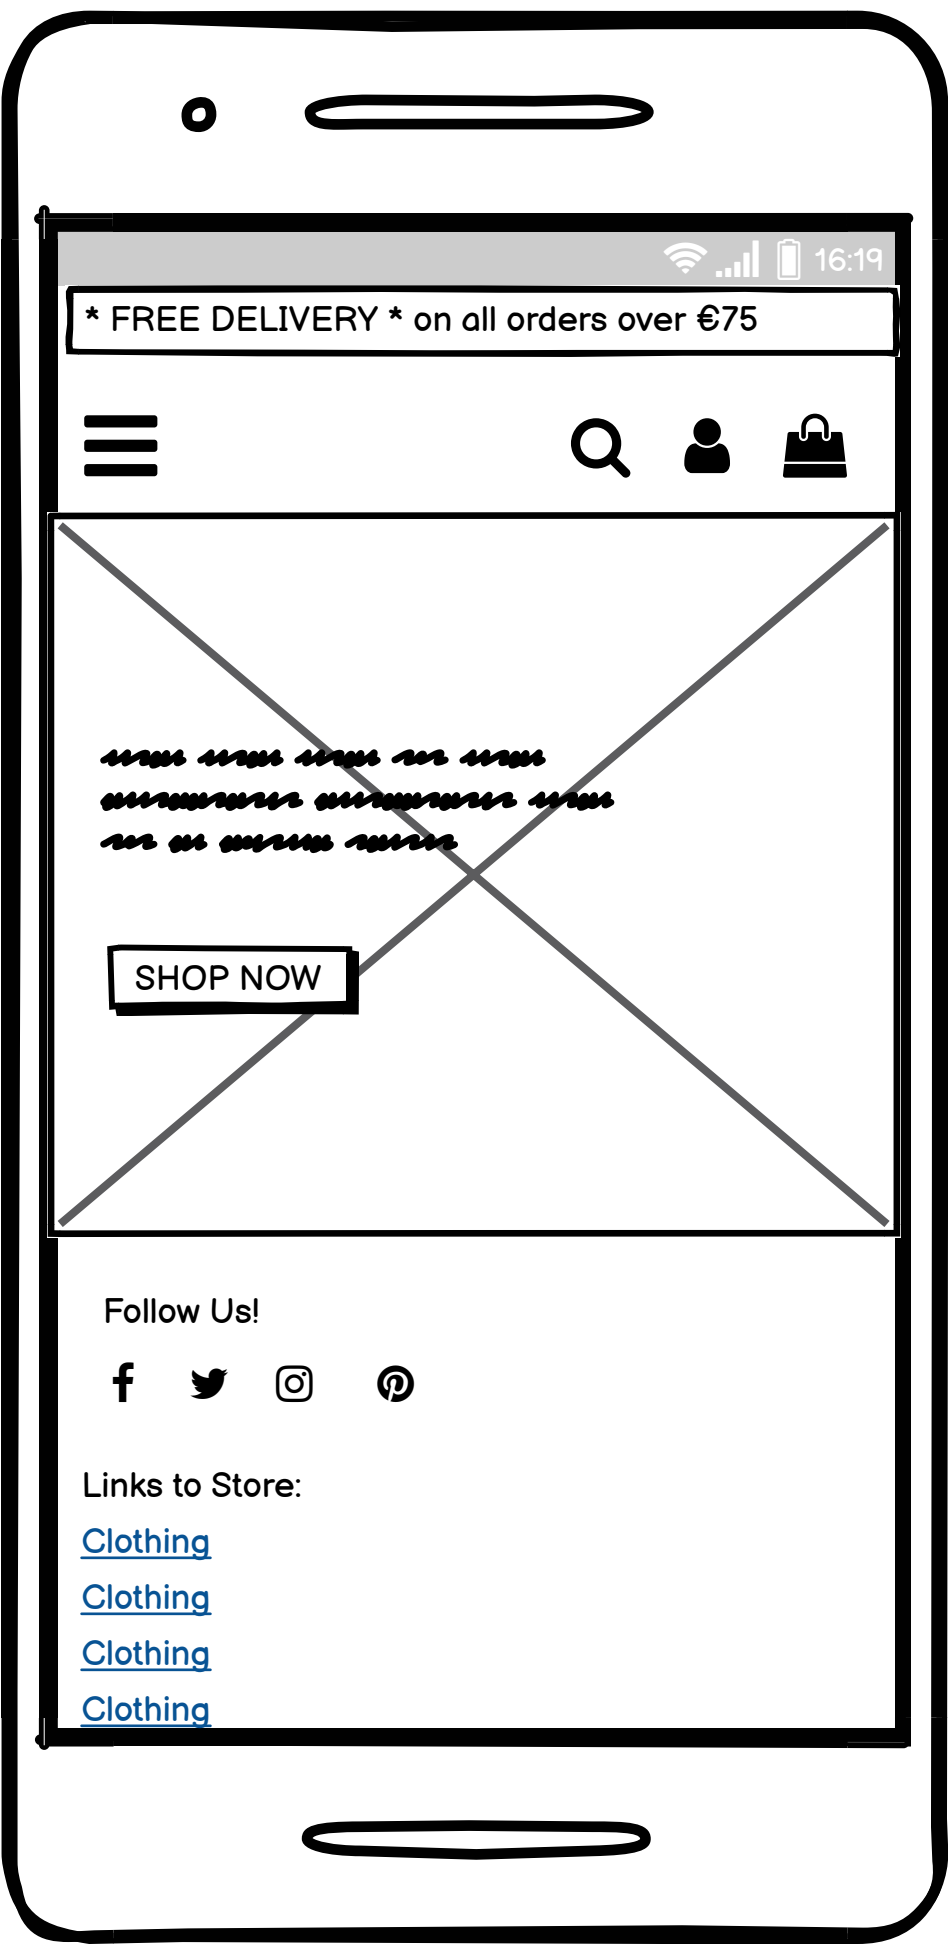 16:19
* FREE DELIVERY * on all orders over €75
SHOP NOW
Follow Us!
Links to Store:
Clothing
Clothing
Clothing
Clothing